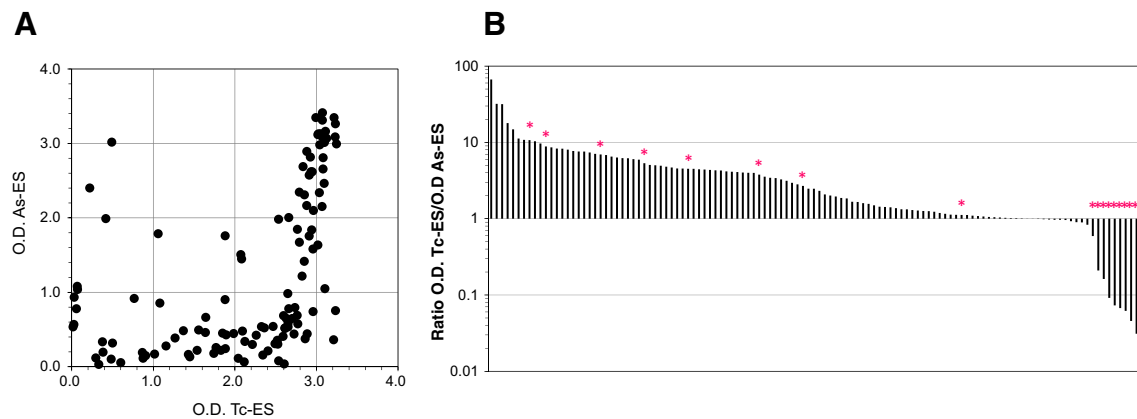 A
B
4.0
3.0
2.0
1.0
0.0
0.0 1.0 2.0 3.0 4.0
O.D. As-ES
O.D. Tc-ES
100
10
1
0.1
0.01
Ratio O.D. Tc-ES/O.D As-ES
* * * * * * * * * * * * * * * * *